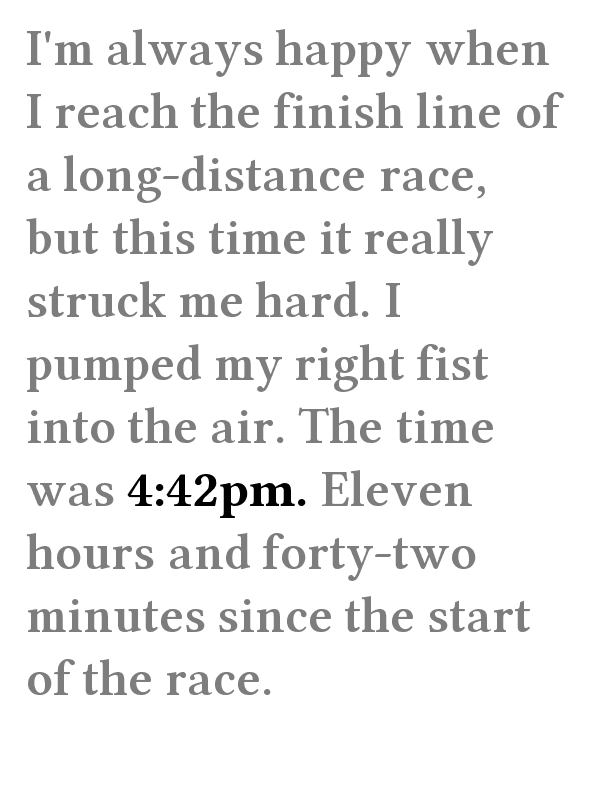 I'm always happy when
I reach the finish line of
a long-distance race,
but this time it really
struck me hard. I
pumped my right fist
into the air. The time
was 4:42pm. Eleven
hours and forty-two
minutes since the start
of the race.